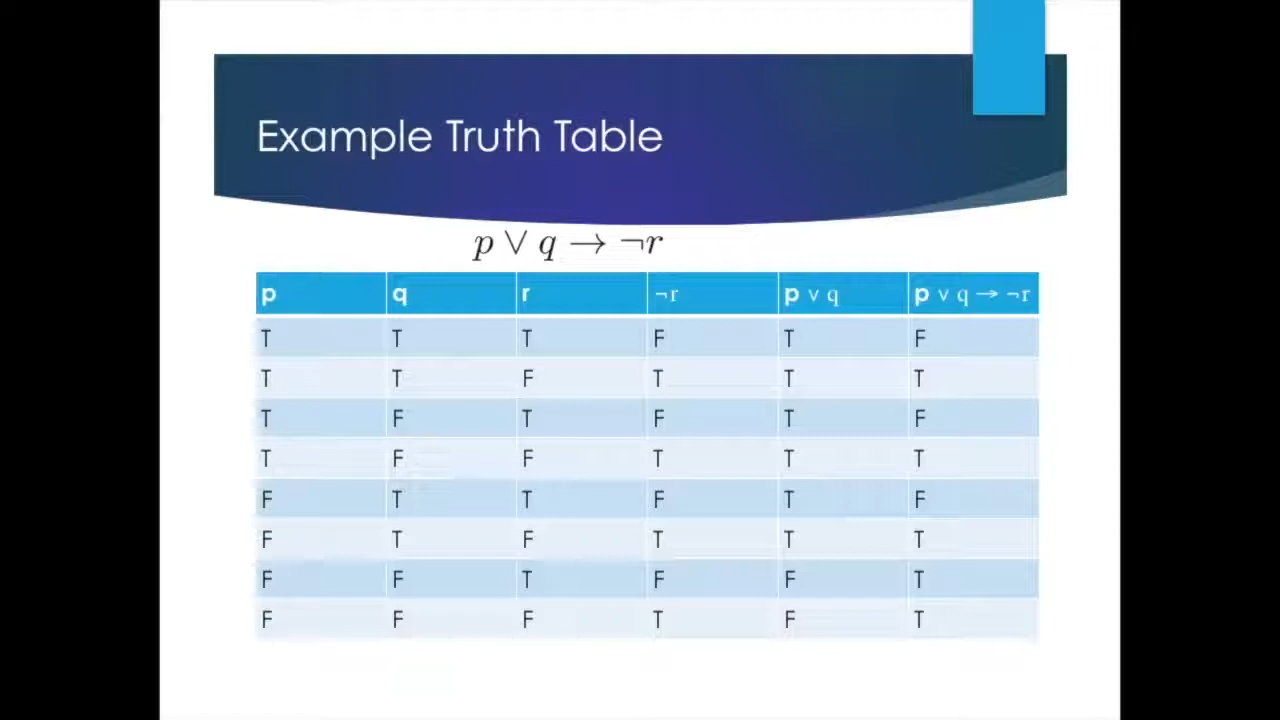 Example Truth Table
p ∨ q → ¬r
p q r ¬r p ∨ q p ∨ q → ¬r
T T T F T F
T T F T T T
T F T F T F
T F F T T T
F T T F T F
F T F T T T
F F T F F T
F F F T F T